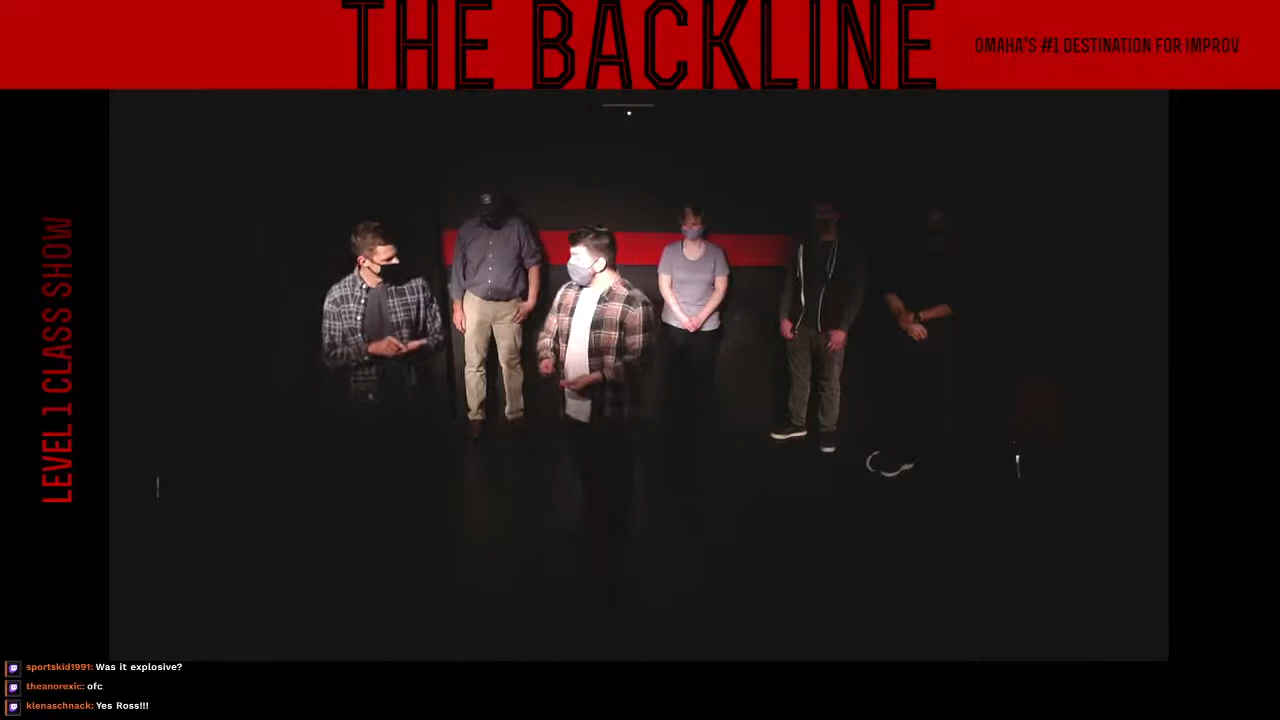 THE BACKLINE
OMAHA'S #1 DESTINATION FOR IMPROV
LEVEL 1 CLASS SHOW
sportskid1991: Was it explosive?
theanorexic: ofc
klenaschnack: Yes Ross!!!